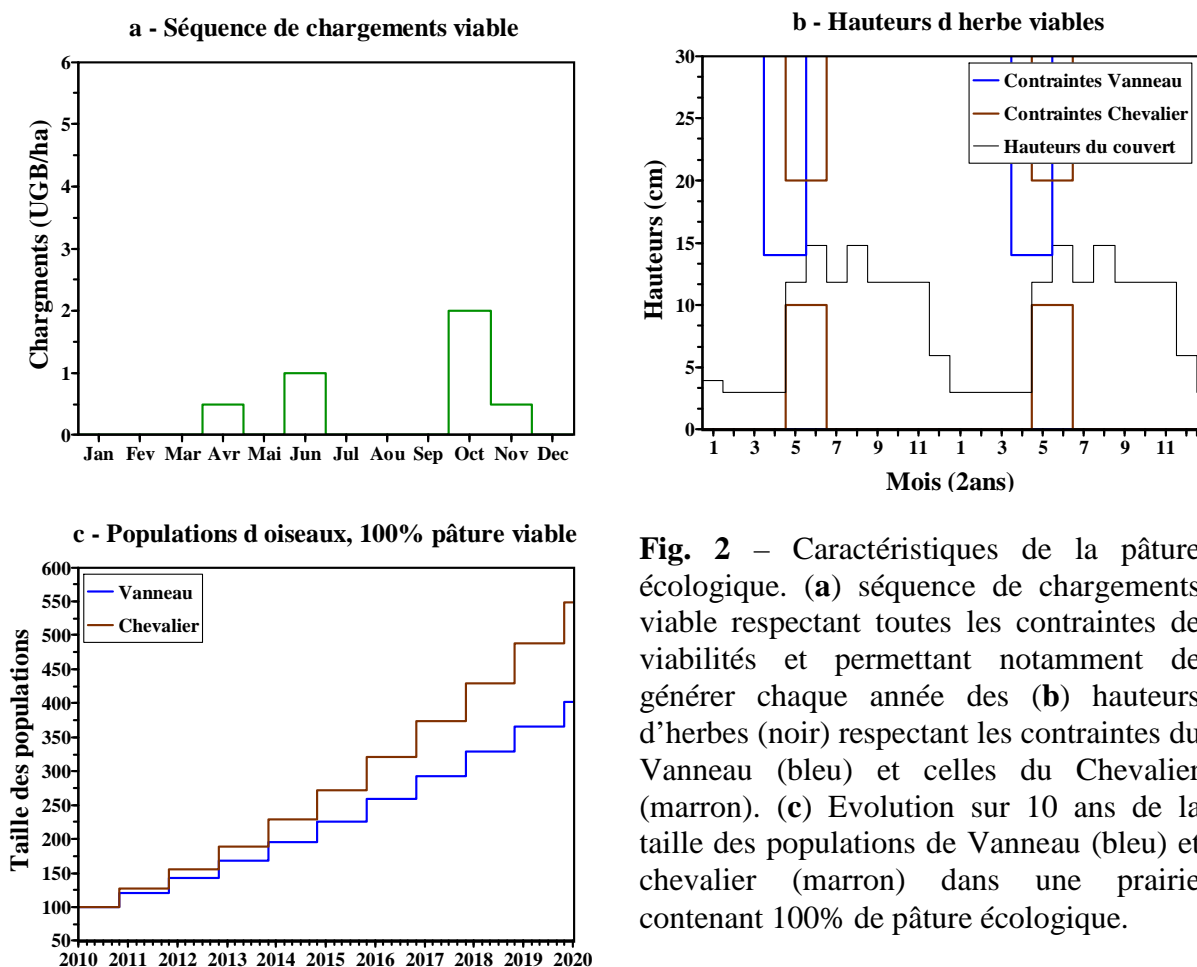 a - Séquence de chargements viable
6
5
4
3
2
1
0
Chargments (UGB/ha)
Jan Fev Mar Avr Mai Jun Jul Aou Sep Oct Nov Dec
b - Hauteurs d herbe viables
30
25
20
15
10
5
0
Hauteurs (cm)
Contraintes Vanneau
Contraintes Chevalier
Hauteurs du couvert
1 3 5 7 9 11 1 3 5 7 9 11
Mois (2ans)
c - Populations d oiseaux, 100% pâture viable
600
550
500
450
400
350
300
250
200
150
100
50
Taille des populations
Vanneau
Chevalier
2010 2011 2012 2013 2014 2015 2016 2017 2018 2019 2020
Fig. 2 – Caractéristiques de la pâture
écologique. (a) séquence de chargements
viable respectant toutes les contraintes de
viabilités et permettant notamment de
générer chaque année des (b) hauteurs
d’herbes (noir) respectant les contraintes du
Vanneau (bleu) et celles du Chevalier
(marron). (c) Evolution sur 10 ans de la
taille des populations de Vanneau (bleu) et
chevalier (marron) dans une prairie
contenant 100% de pâture écologique.